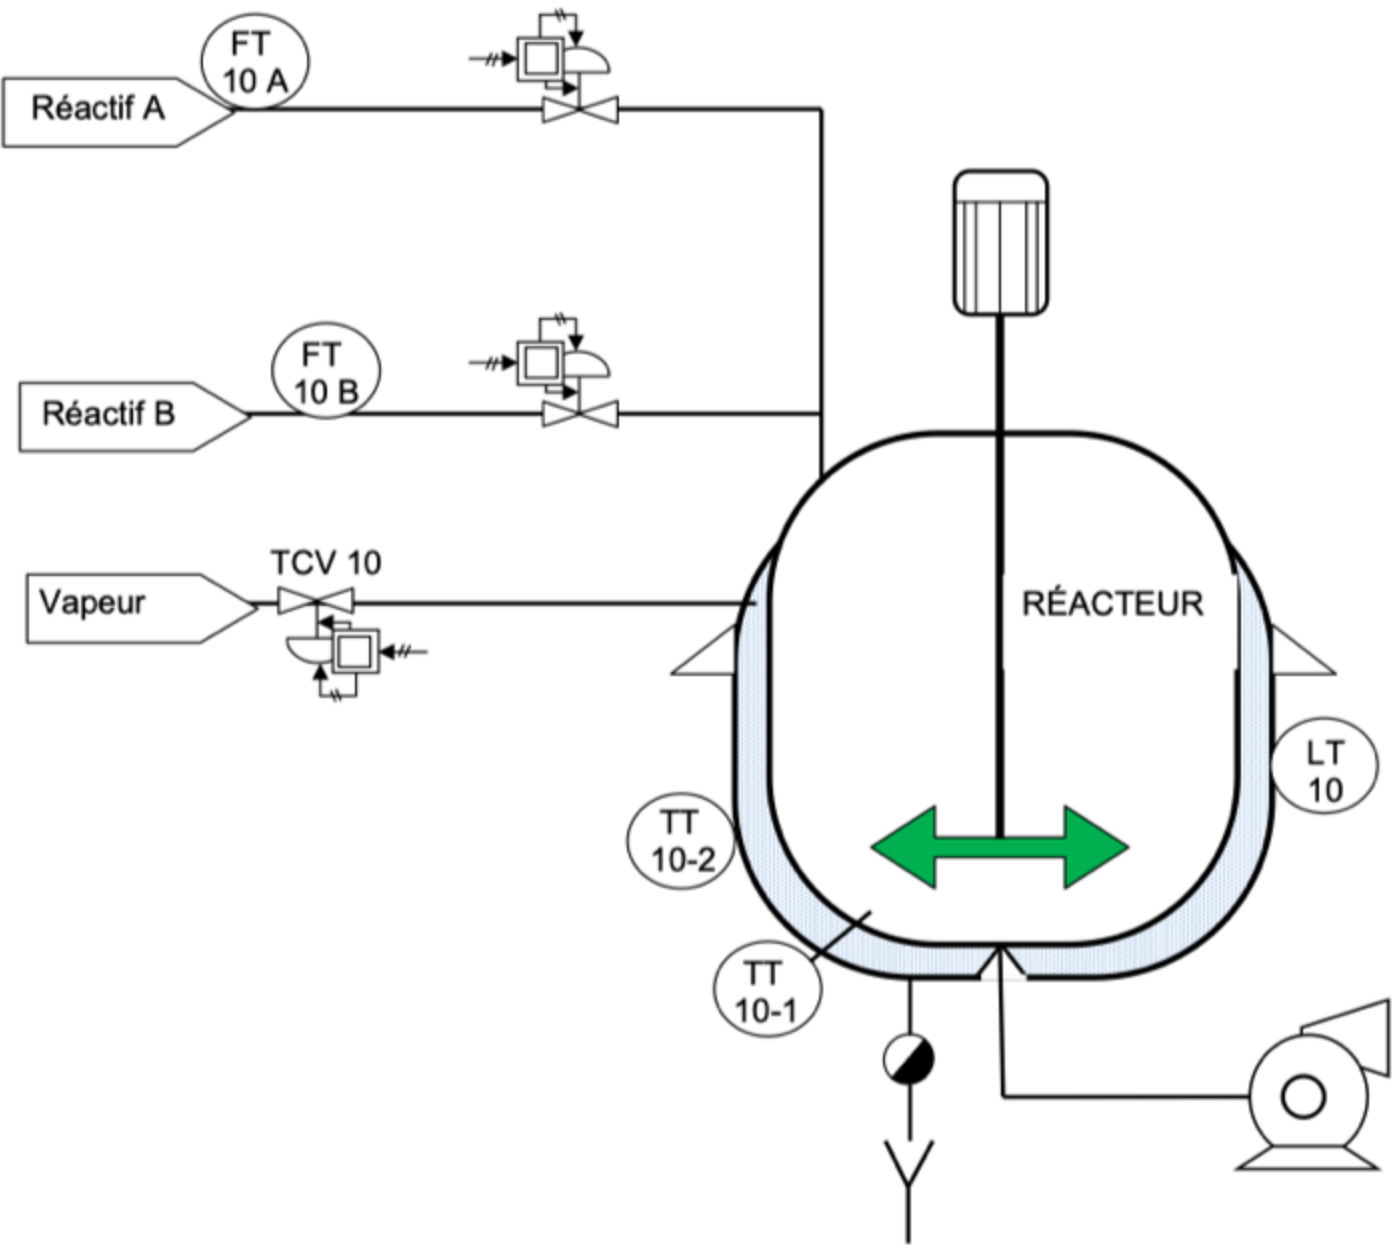 FT
10 A
Réactif A
FT
10 B
Réactif B
TCV 10
Vapeur
RÉACTEUR
LT
10
TT
10-2
TT
10-1